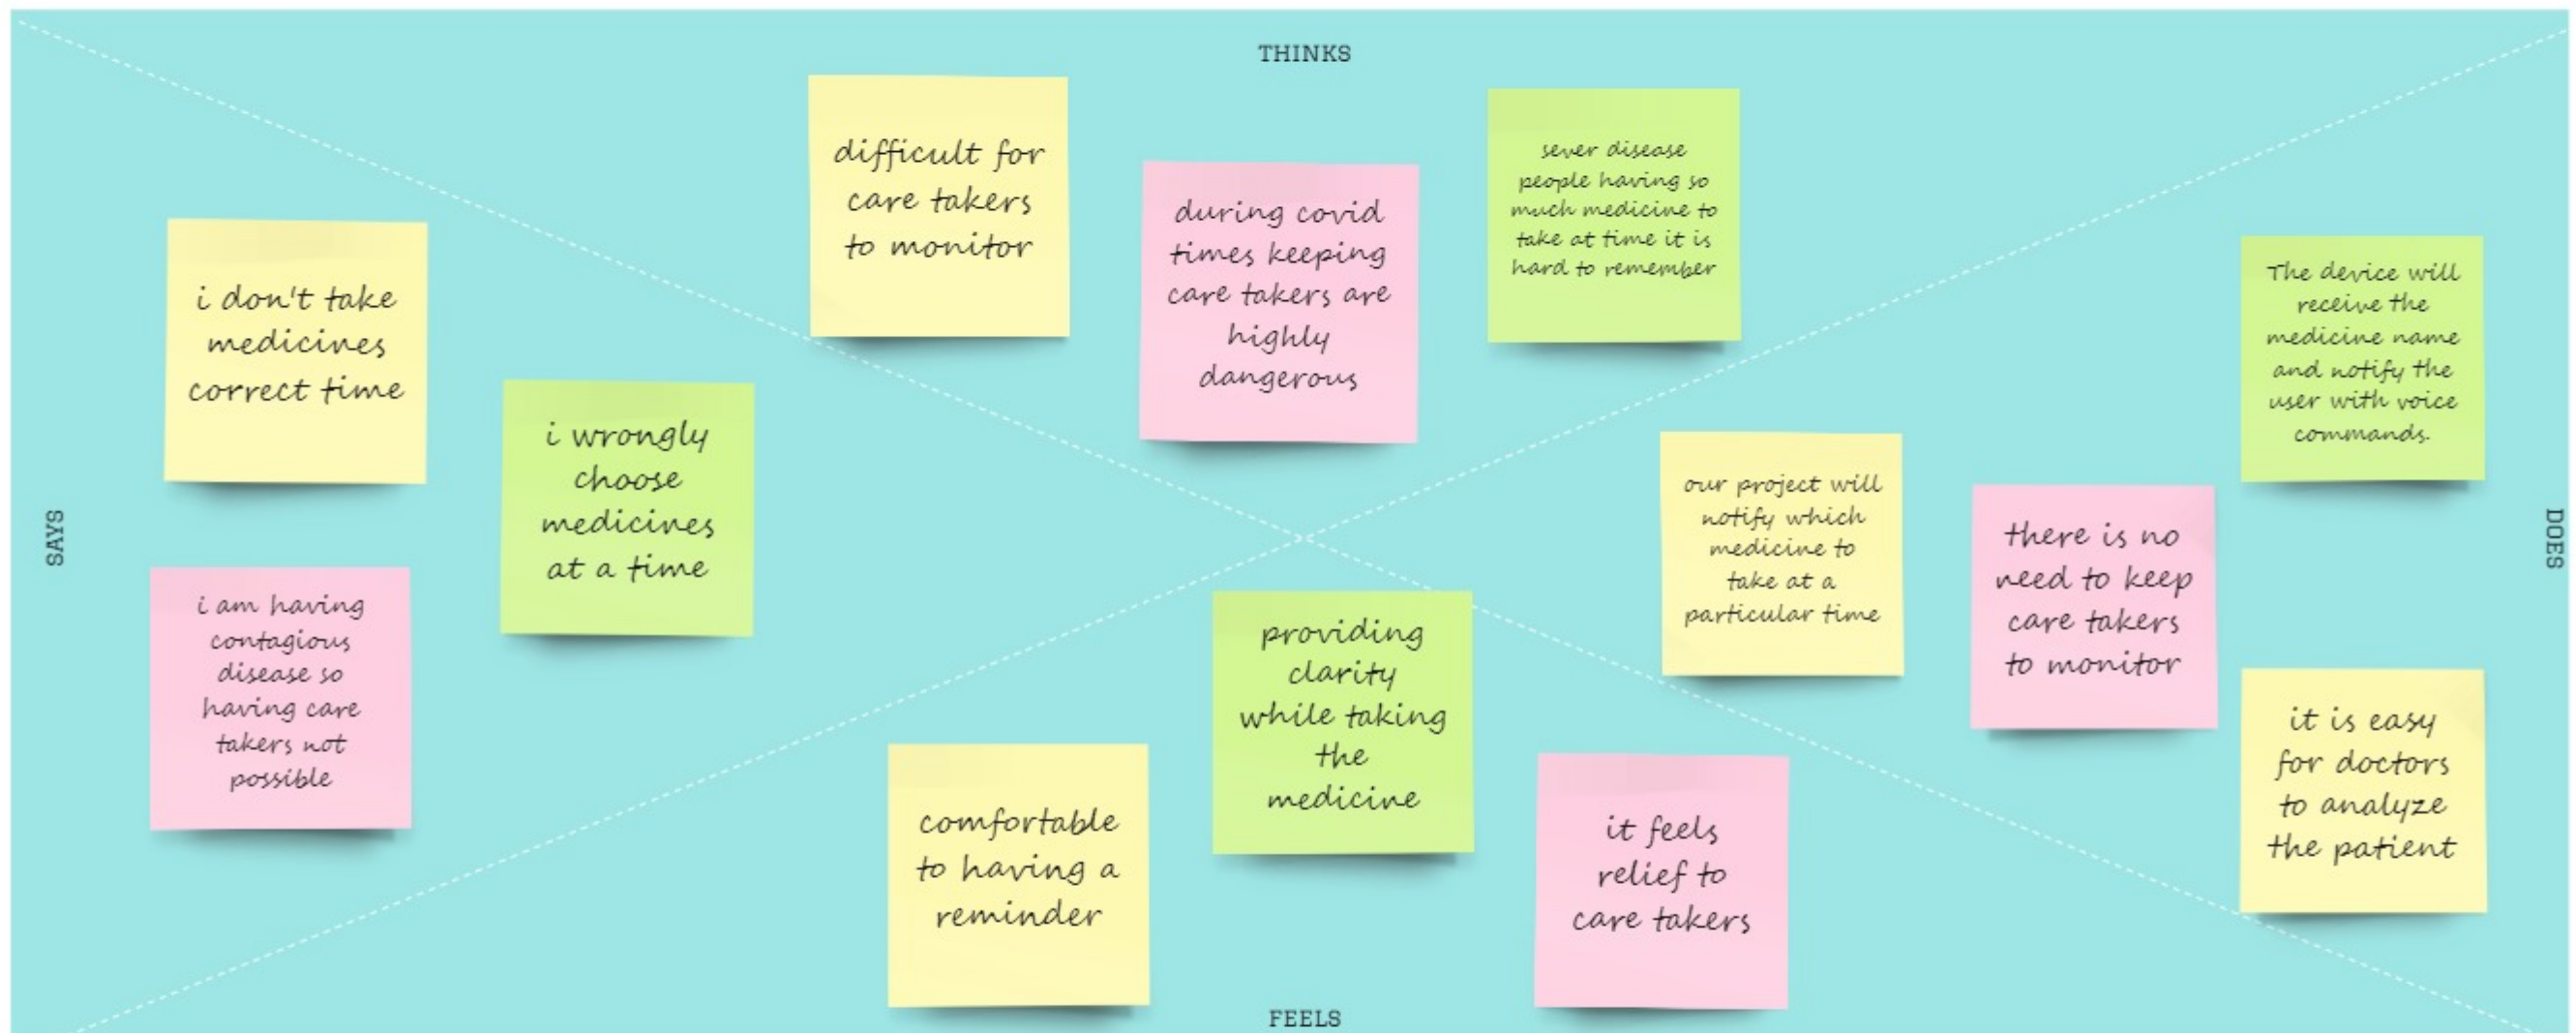 THINKS
difficult for
care takers
to monitor
during covid
times keeping
care takers are
highly
dangerous
sever disease
people having so
much medicine to
take at time it is
hard to remember
SAYS
i don't take
medicines
correct time
i wrongly
choose
medicines
at a time
i am having
contagious
disease so
having care
takers not
possible
DOES
The device will
receive the
medicine name
and notify the
user with voice
commands.
our project will
notify which
medicine to
take at a
particular time
there is no
need to keep
care takers
to monitor
it is easy
for doctors
to analyze
the patient
providing
clarity
while taking
the
medicine
comfortable
to having a
reminder
it feels
relief to
care takers
FEELS